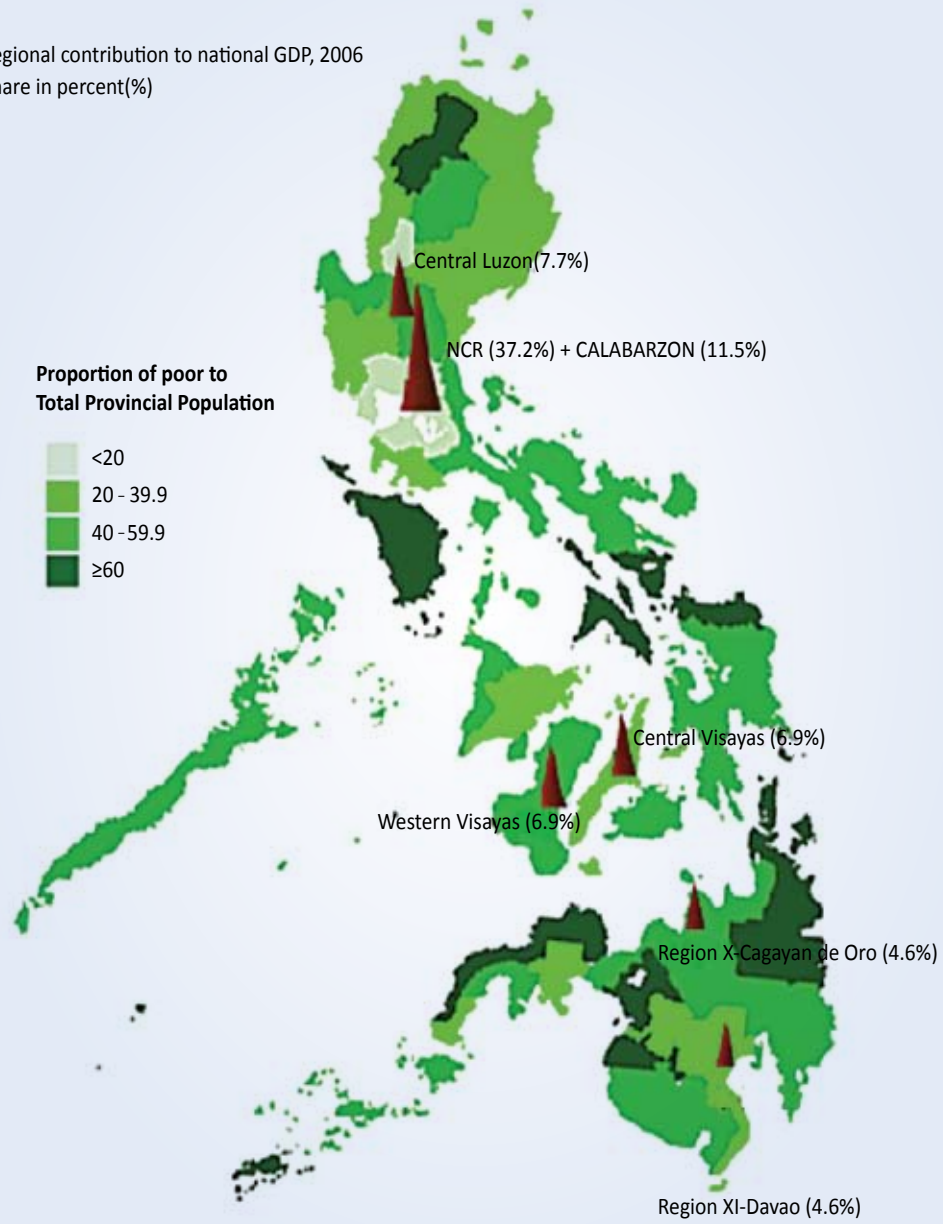 egional contribution to national GDP, 2006
hare in percent(%)
Central Luzon(7.7%)
NCR (37.2%) + CALABARZON (11.5%)
Proportion of poor to
Total Provincial Population
<20
20 - 39.9
40 -59.9
≥60
Central Visayas (6.9%)
Western Visayas (6.9%)
Region X-Cagayan de Oro (4.6%)
Region XI-Davao (4.6%)